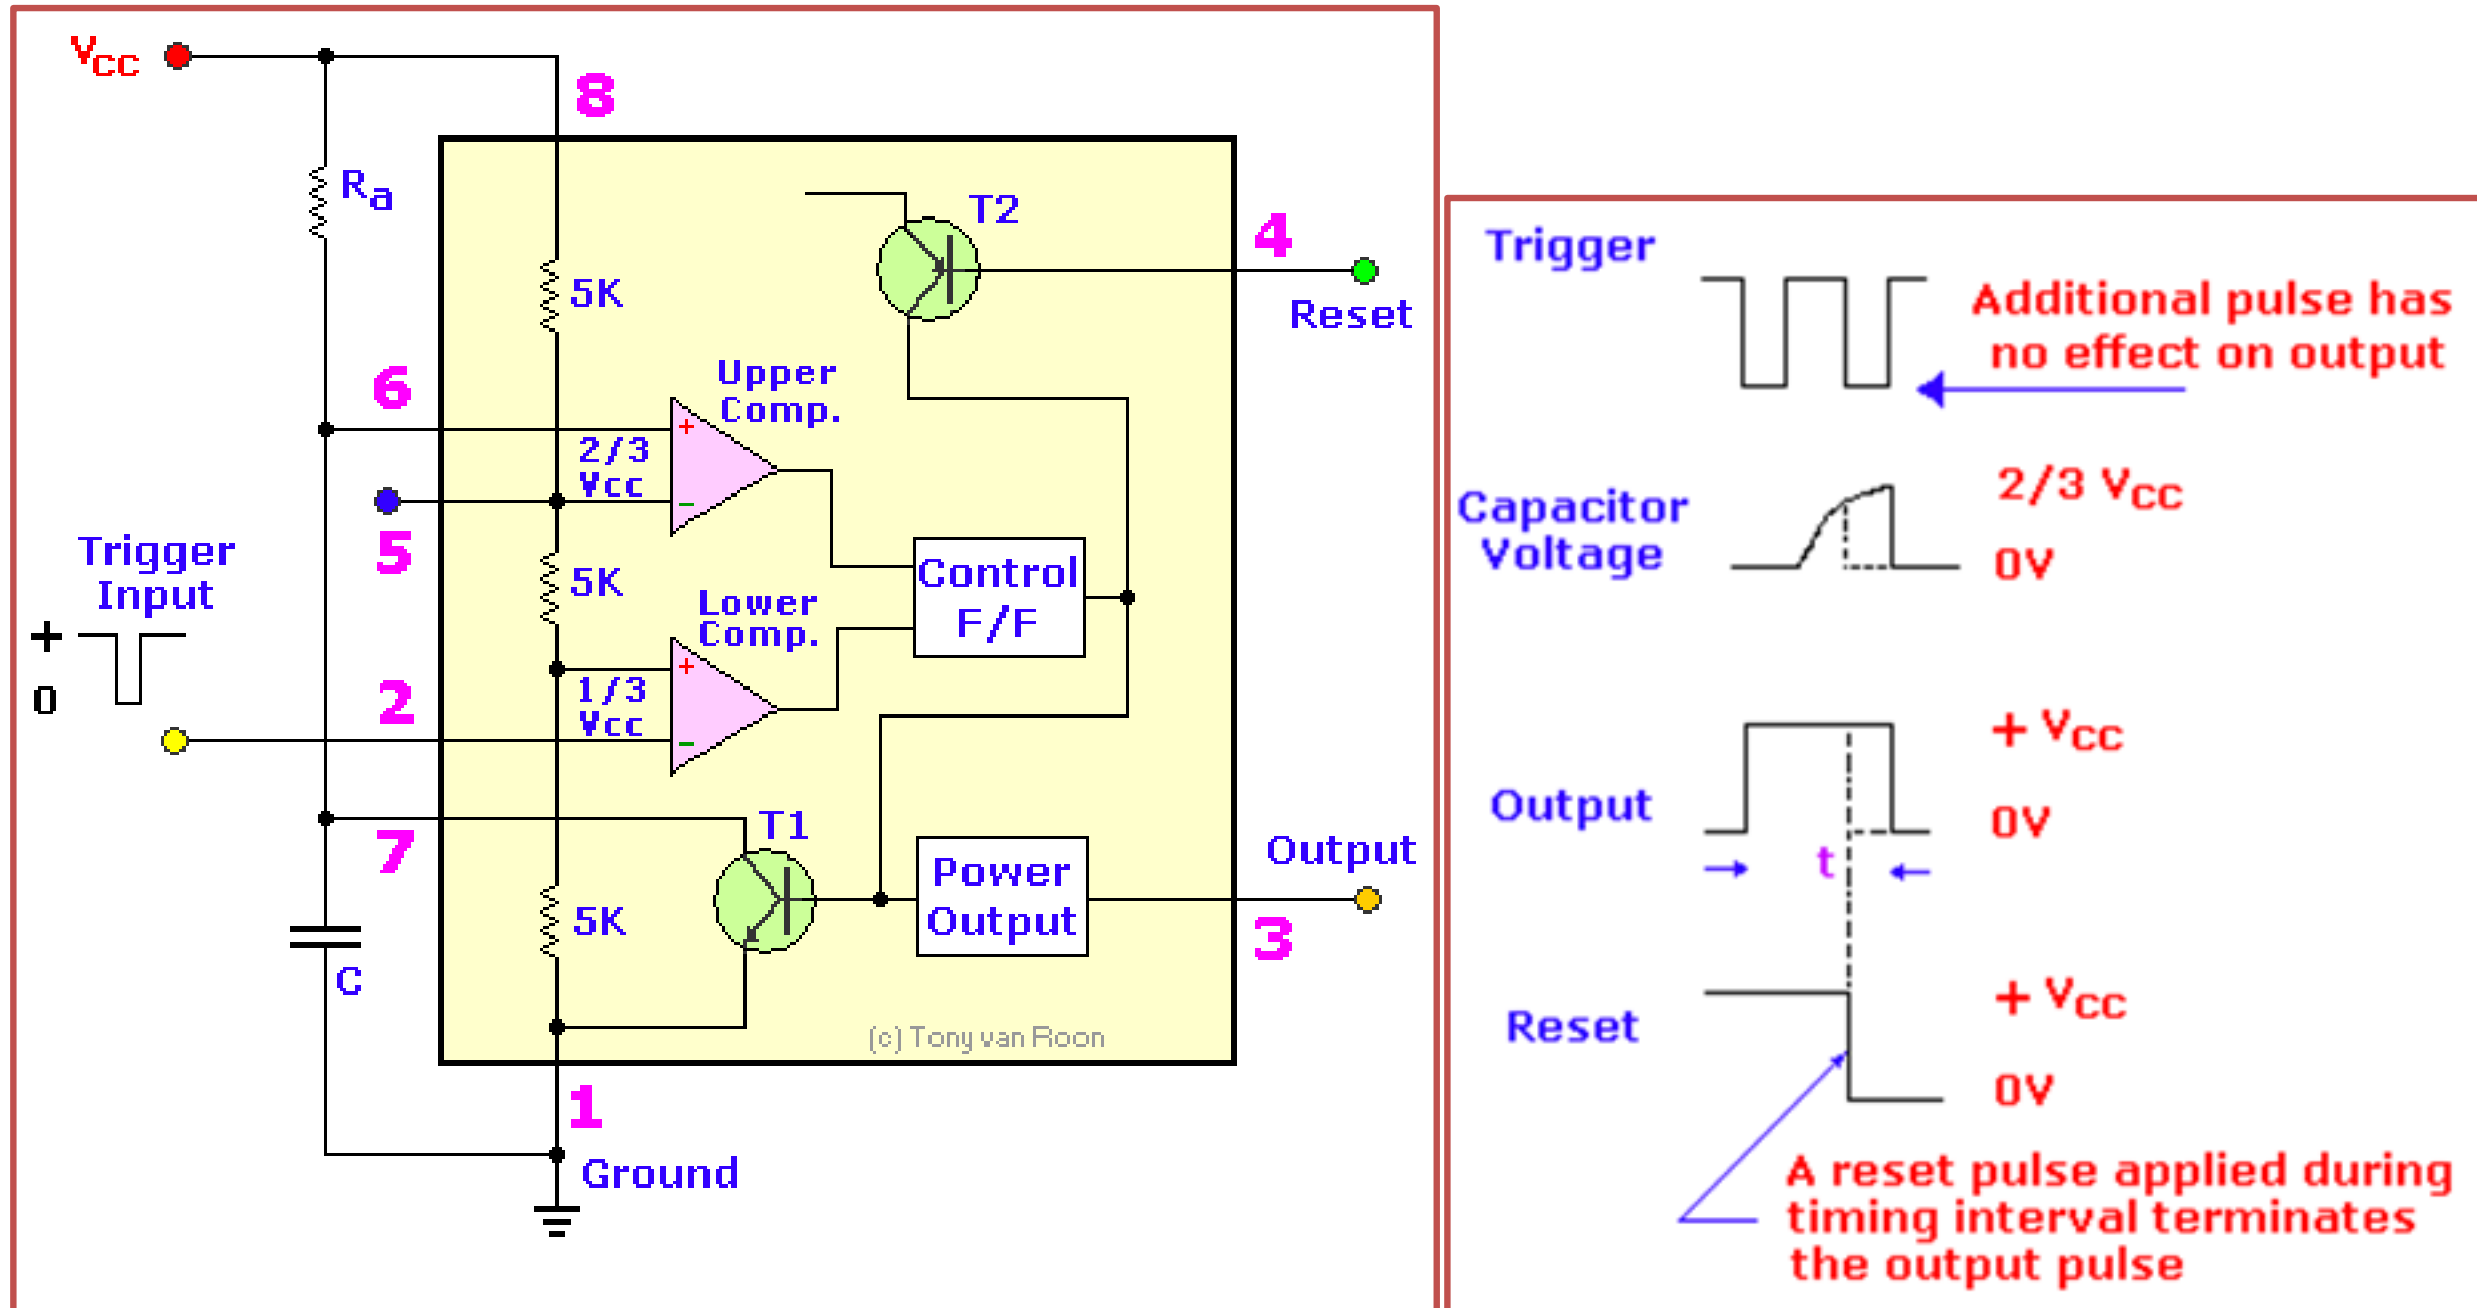 VCC
8
Ra
T2
4
Reset
5K
6
Upper
Comp.
+
2/3
Vcc
-
5
Trigger
Input
+
0
5K
Control
F/F
Lower
Comp.
+
1/3
Vcc
-
2
7
T1
5K
Power
Output
Output
3
C
(c) Tony van Roon
1
Ground
Trigger
Additional pulse has
no effect on output
Capacitor
Voltage
2/3 VCC
0V
Output
+ VCC
0V
t
Reset
+ VCC
0V
A reset pulse applied during
timing interval terminates
the output pulse